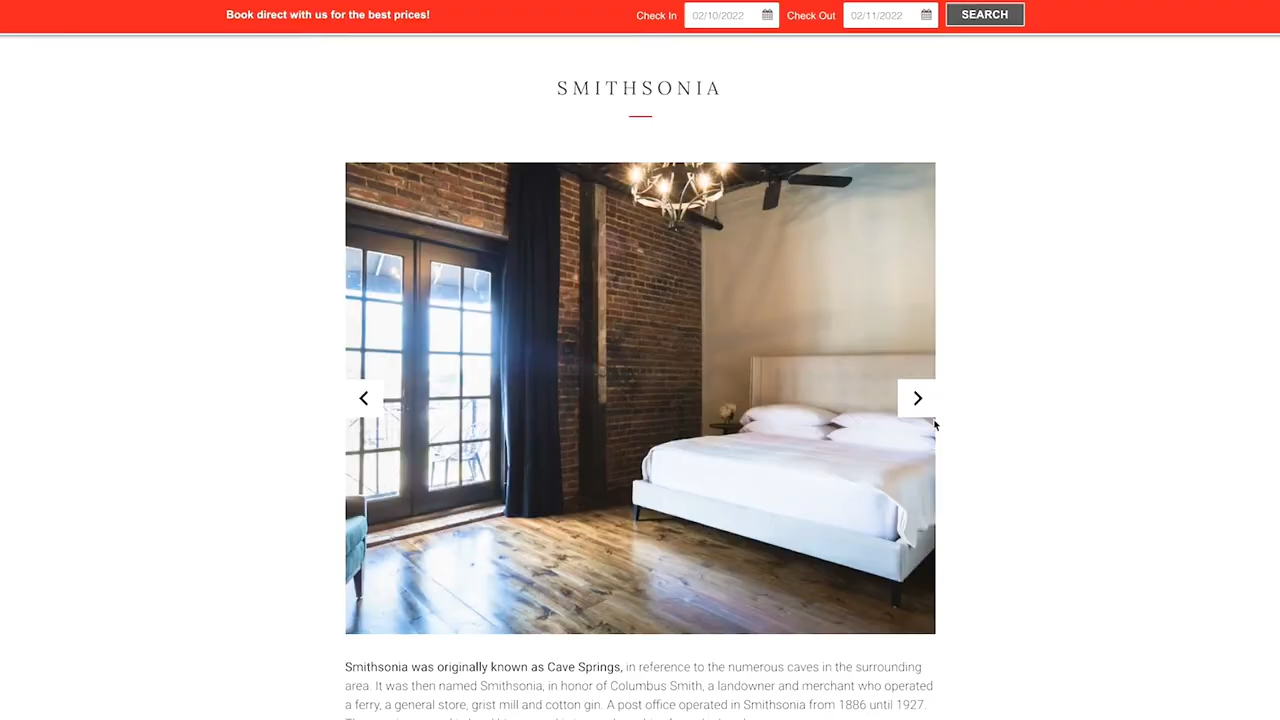 Book direct with us for the best prices!
Check In 02/10/2022 Check Out 02/11/2022 SEARCH
SMITHSONIA
Smithsonia was originally known as Cave Springs, in reference to the numerous caves in the surrounding
area. It was then named Smithsonia, in honor of Columbus Smith, a landowner and merchant who operated
a ferry, a general store, grist mill and cotton gin. A post office operated in Smithsonia from 1886 until 1927.